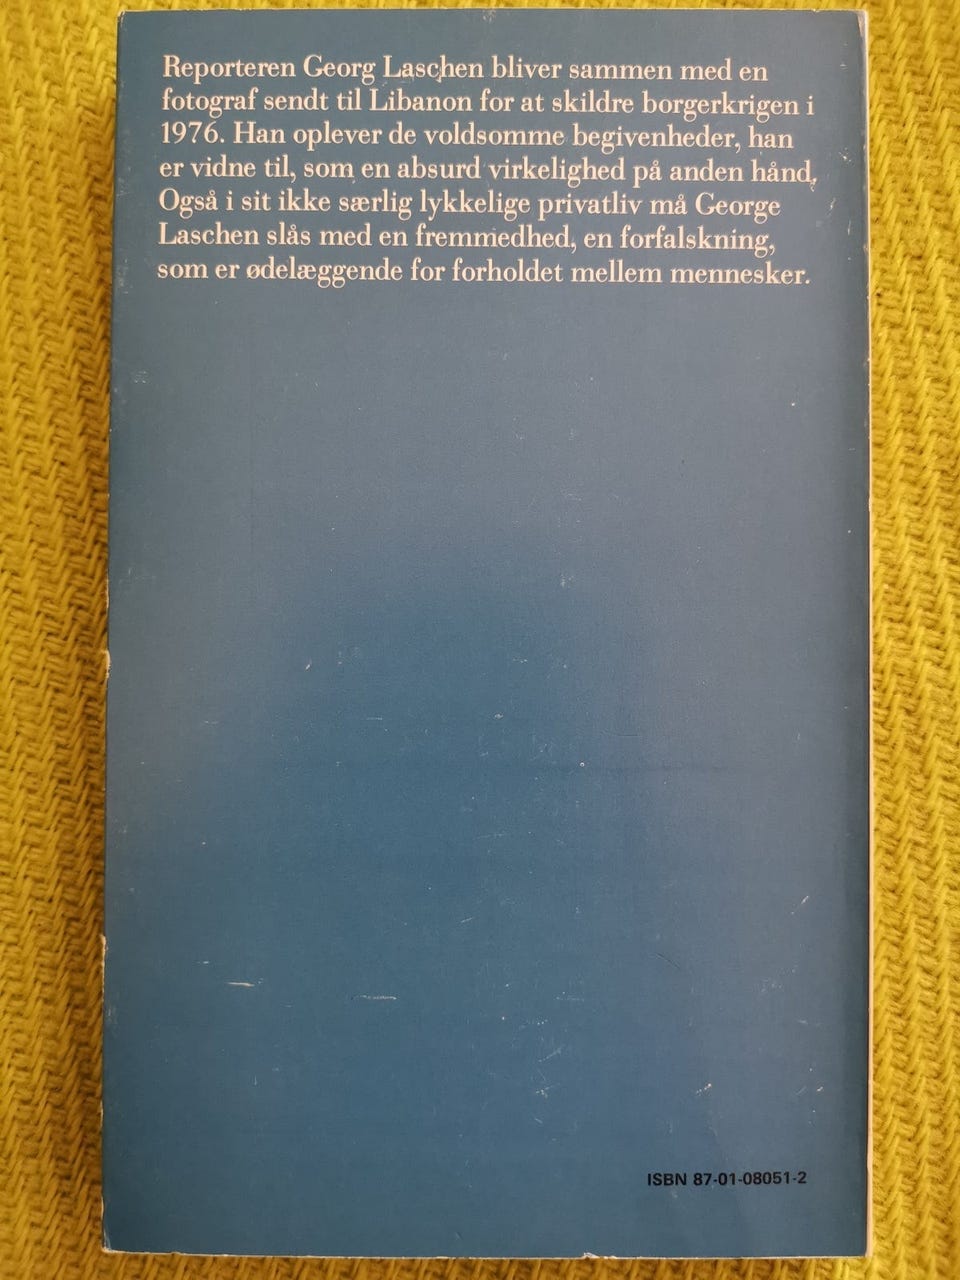 Reporteren Georg Laschen bliver sammen med en
fotograf sendt til Libanon for at skildre borgerkrigen i
1976. Han oplever de voldsomme begivenheder, han
er vidne til, som en absurd virkelighed på anden hånd.
Også i sit ikke særlig lykkelige privatliv må George
Laschen slås med en fremmedhed, en forfalskning,
som er ødelæggende for forholdet mellem mennesker.
ISBN 87-01-08051-2